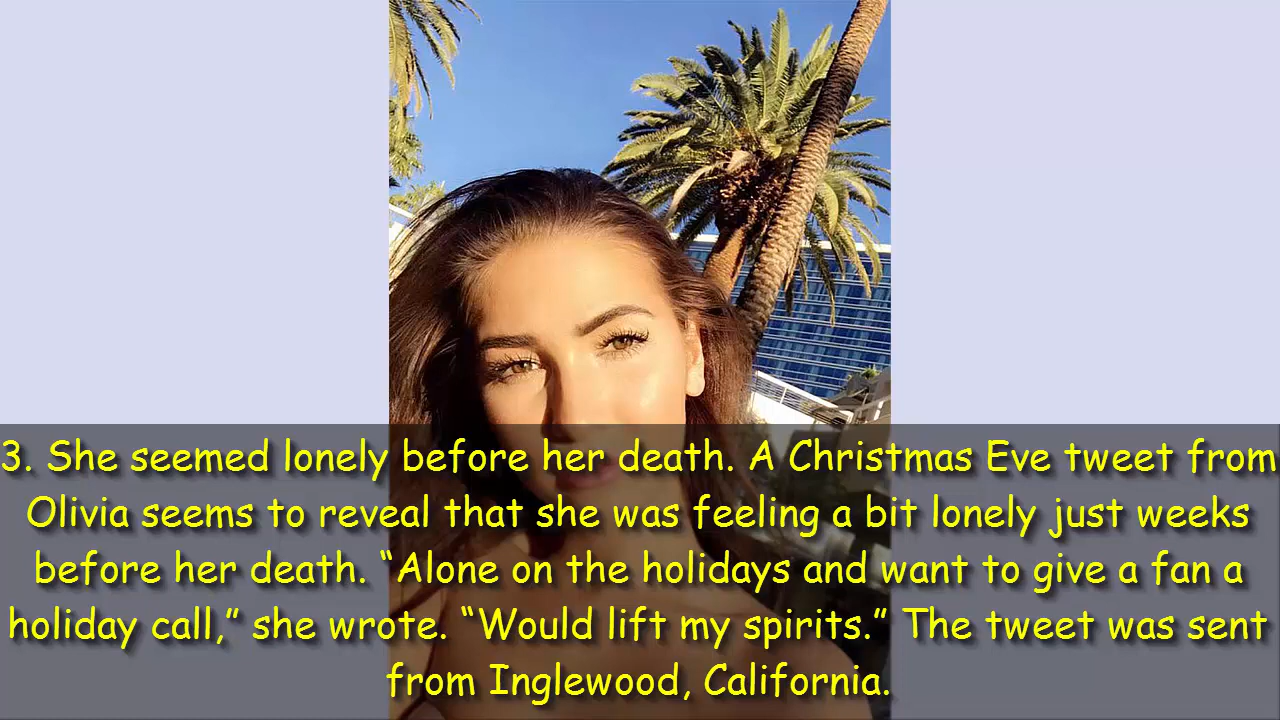 3. She seemed lonely before her death. A Christmas Eve tweet from
Olivia seems to reveal that she was feeling a bit lonely just weeks
before her death. “Alone on the holidays and want to give a fan a
holiday call,” she wrote. “Would lift my spirits.” The tweet was sent
from Inglewood, California.